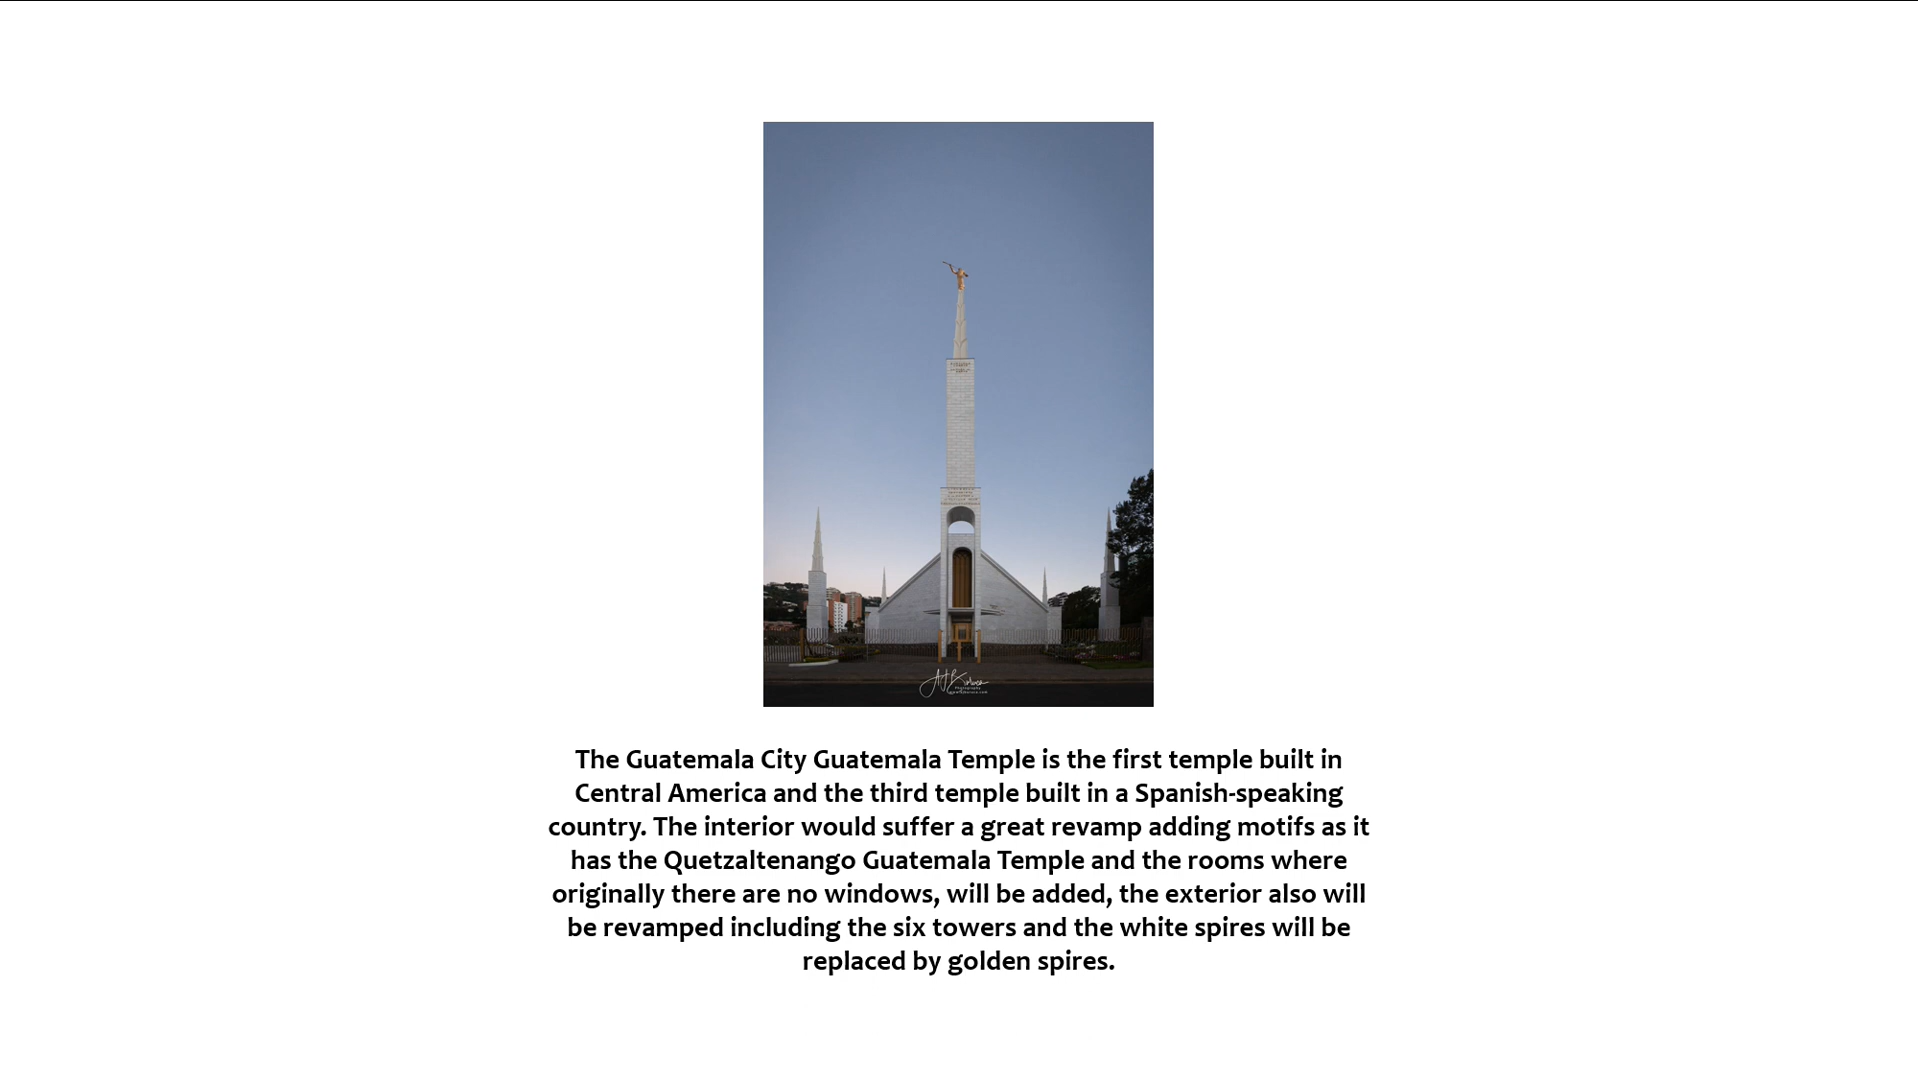 The Guatemala City Guatemala Temple is the first temple built in
Central America and the third temple built in a Spanish-speaking
country. The interior would suffer a great revamp adding motifs as it
has the Quetzaltenango Guatemala Temple and the rooms where
originally there are no windows, will be added, the exterior also will
be revamped including the six towers and the white spires will be
replaced by golden spires.